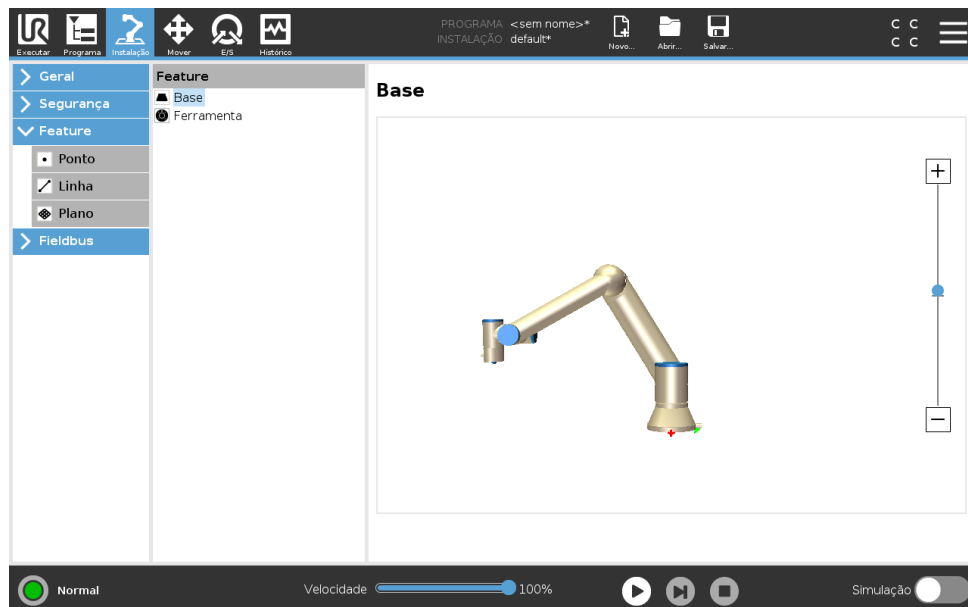 UR
Executar
Programa
Instalação
Mover
E/S
Histórico
PROGRAMA <sem nome>*
INSTALAÇÃO default*
Novo...
Abrir...
Salvar...
C C
C C
Geral
Segurança
Feature
Ponto
Linha
Plano
Fieldbus
Feature
Base
Ferramenta
Base
Normal
Velocidade 100%
Simulação